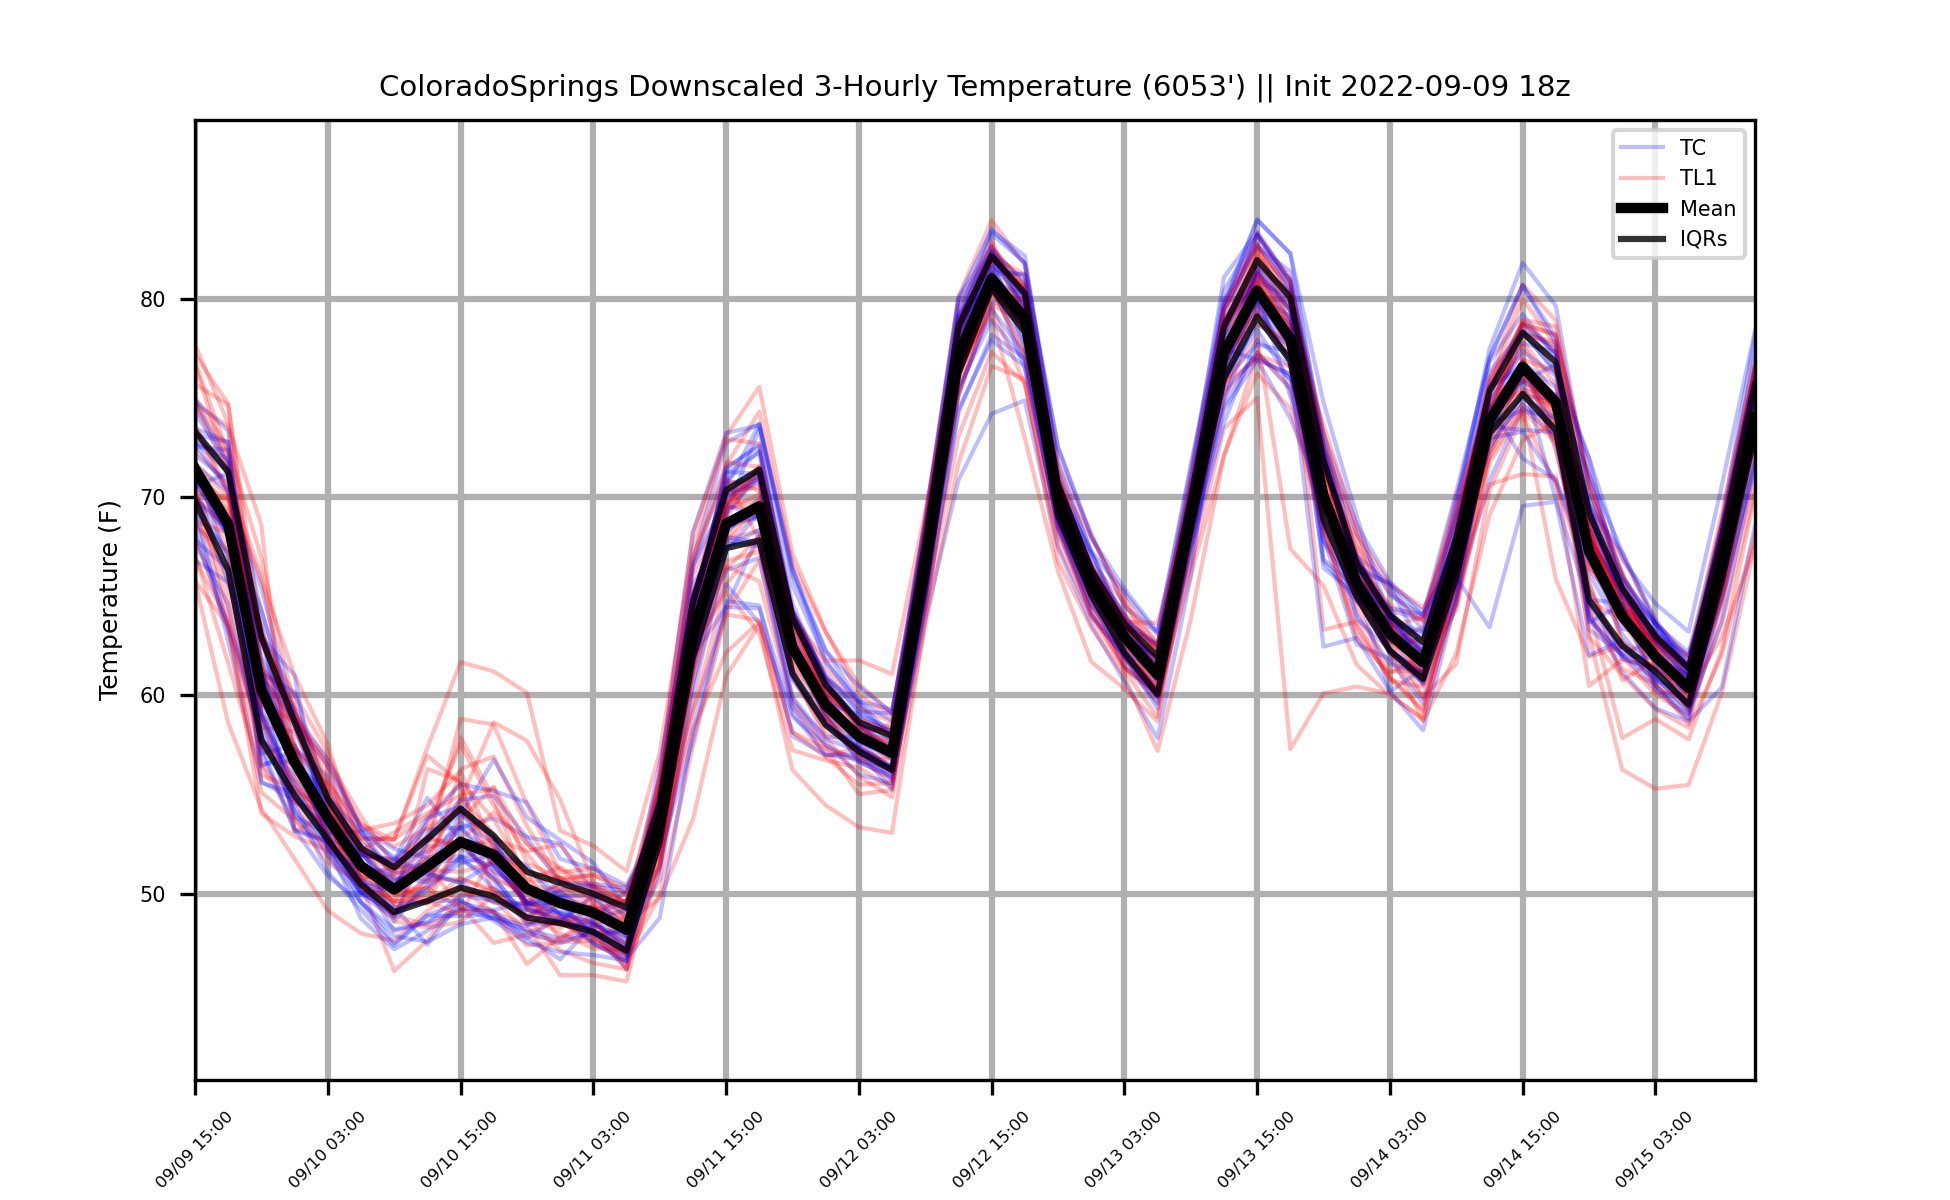 ColoradoSprings Downscaled 3-Hourly Temperature (6053') || Init 2022-09-09 18z
TC
TL1
Mean
IQRs
Temperature (F)
80
70
60
50
09/09 15:00
09/10 03:00
09/10 15:00
09/11 03:00
09/11 15:00
09/12 03:00
09/12 15:00
09/13 03:00
09/13 15:00
09/14 03:00
09/14 15:00
09/15 03:00